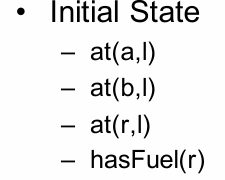 • Initial State
– at(a,l)
– at(b,l)
– at(r,l)
– hasFuel(r)